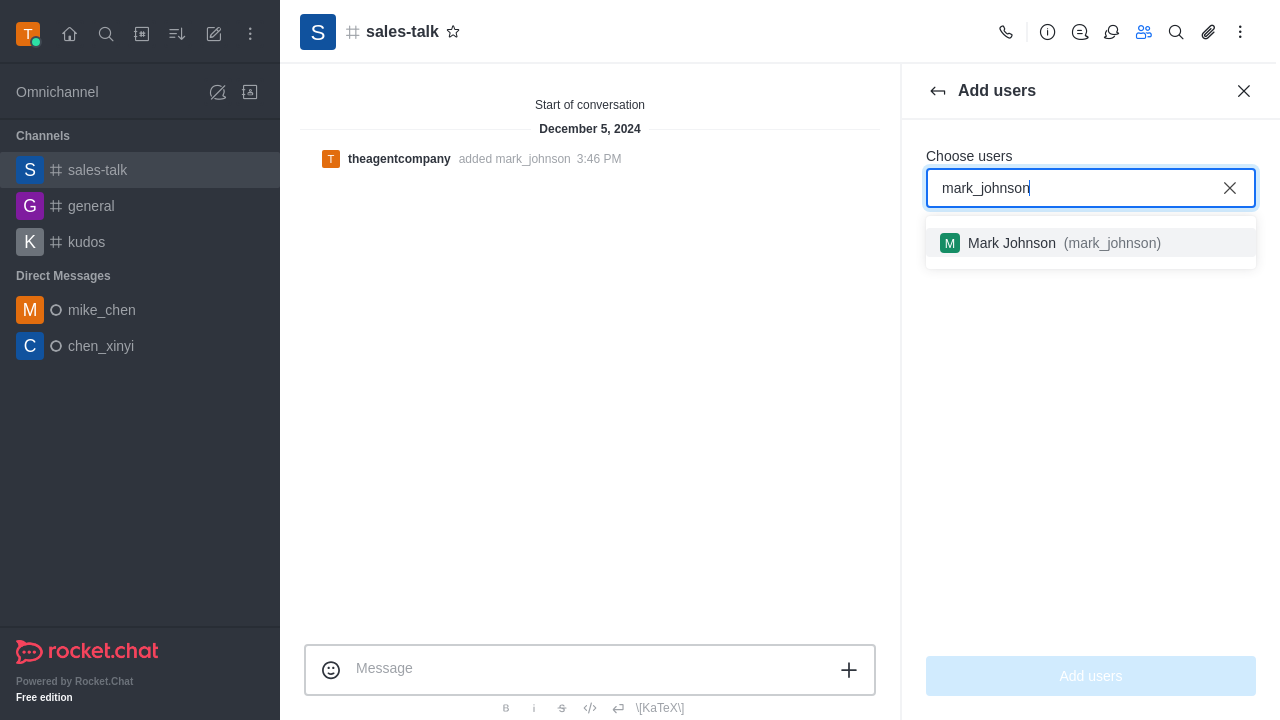 T
Omnichannel
Channels
S sales-talk
G general
K kudos
Direct Messages
M mike_chen
C chen_xinyi
rocket.chat
Powered by Rocket.Chat
Free edition
S sales-talk
Start of conversation
December 5, 2024
T theagentcompany added mark_johnson 3:46 PM
Message
B i S \[KaTeX\]
Add users
Choose users
mark_johnson
M Mark Johnson (mark_johnson)
Add users